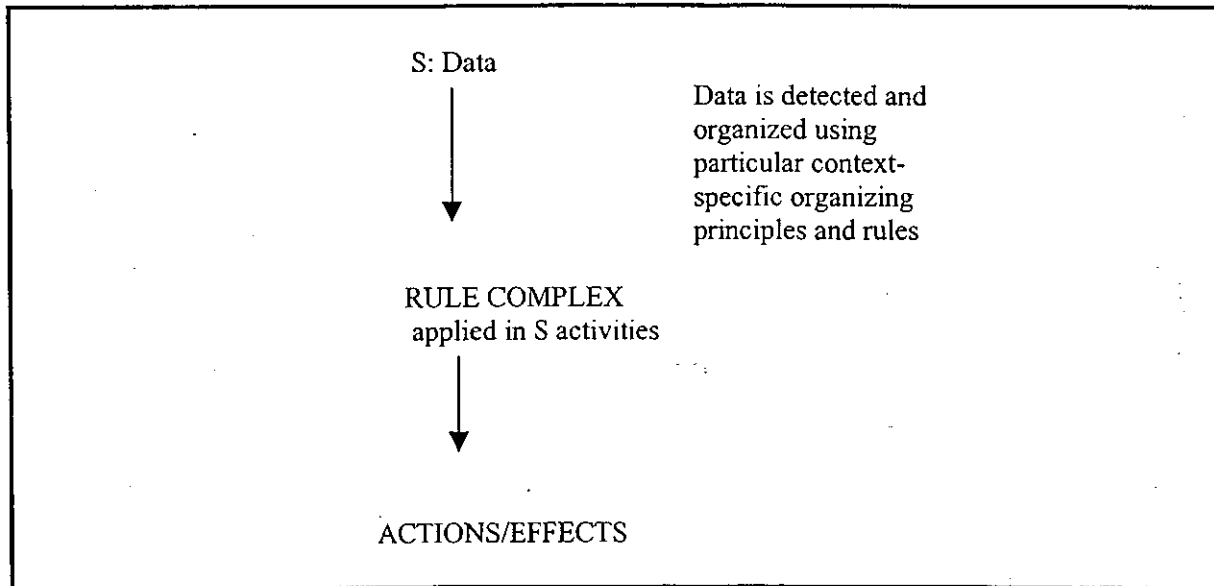 S: Data
Data is detected and
organized using
particular context-
specific organizing
principles and rules
RULE COMPLEX
applied in S activities
ACTIONS/EFFECTS